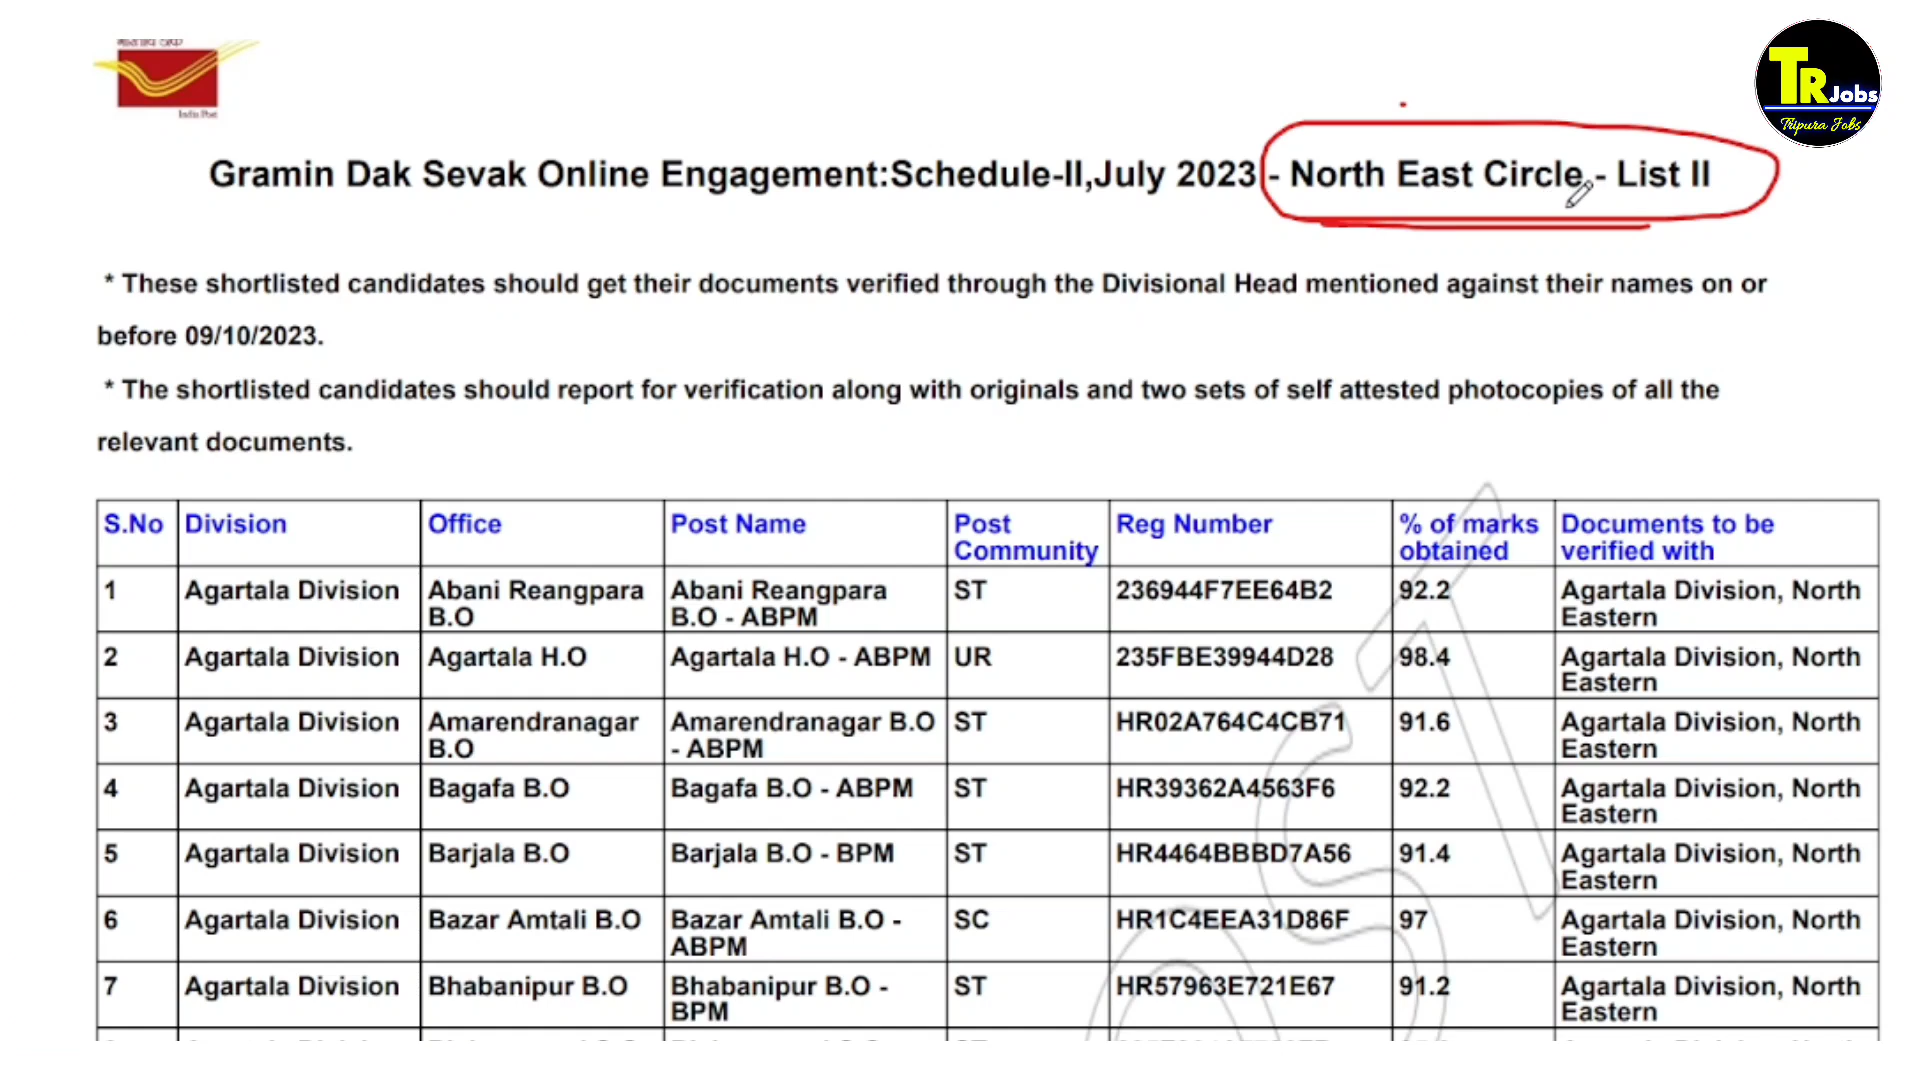 भारतीय डाक
India Post
TR Jobs
Tripura Jobs
Gramin Dak Sevak Online Engagement:Schedule-II,July 2023 - North East Circle - List II
* These shortlisted candidates should get their documents verified through the Divisional Head mentioned against their names on or
before 09/10/2023.
* The shortlisted candidates should report for verification along with originals and two sets of self attested photocopies of all the
relevant documents.
S.No Division Office Post Name Post Community Reg Number % of marks obtained Documents to be verified with
1 Agartala Division Abani Reangpara B.O Abani Reangpara B.O - ABPM ST 236944F7EE64B2 92.2 Agartala Division, North Eastern
2 Agartala Division Agartala H.O Agartala H.O - ABPM UR 235FBE39944D28 98.4 Agartala Division, North Eastern
3 Agartala Division Amarendranagar B.O Amarendranagar B.O - ABPM ST HR02A764C4CB71 91.6 Agartala Division, North Eastern
4 Agartala Division Bagafa B.O Bagafa B.O - ABPM ST HR39362A4563F6 92.2 Agartala Division, North Eastern
5 Agartala Division Barjala B.O Barjala B.O - BPM ST HR4464BBBD7A56 91.4 Agartala Division, North Eastern
6 Agartala Division Bazar Amtali B.O Bazar Amtali B.O - ABPM SC HR1C4EEA31D86F 97 Agartala Division, North Eastern
7 Agartala Division Bhabanipur B.O Bhabanipur B.O - BPM ST HR57963E721E67 91.2 Agartala Division, North Eastern